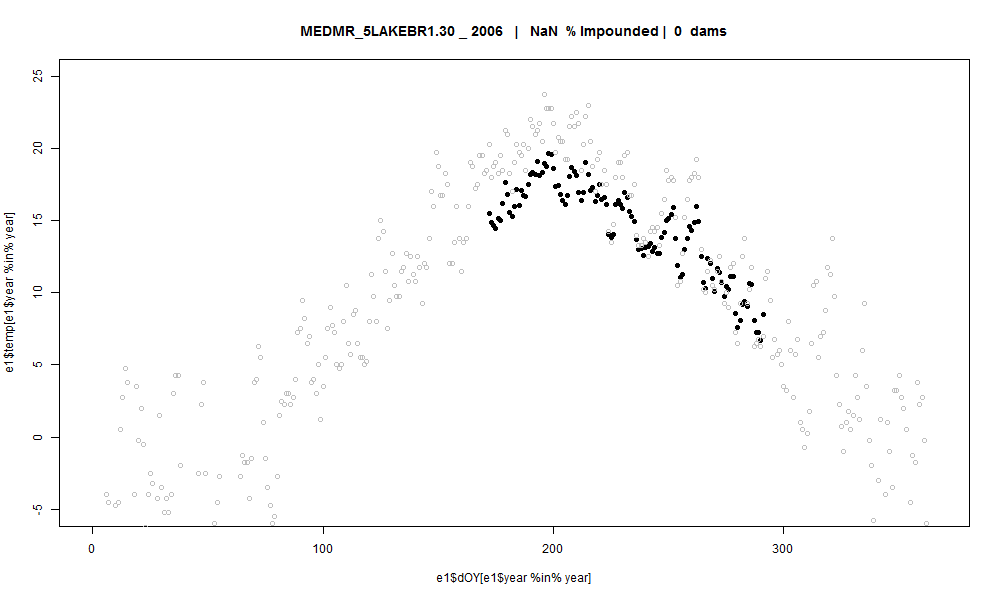 MEDMR_5LAKEBR1.30 _ 2006 | NaN % Impounded | 0 dams
e1$temp[e1$year %in% year]
25
20
15
10
5
0
-5
0 100 200 300
e1$dOY[e1$year %in% year]